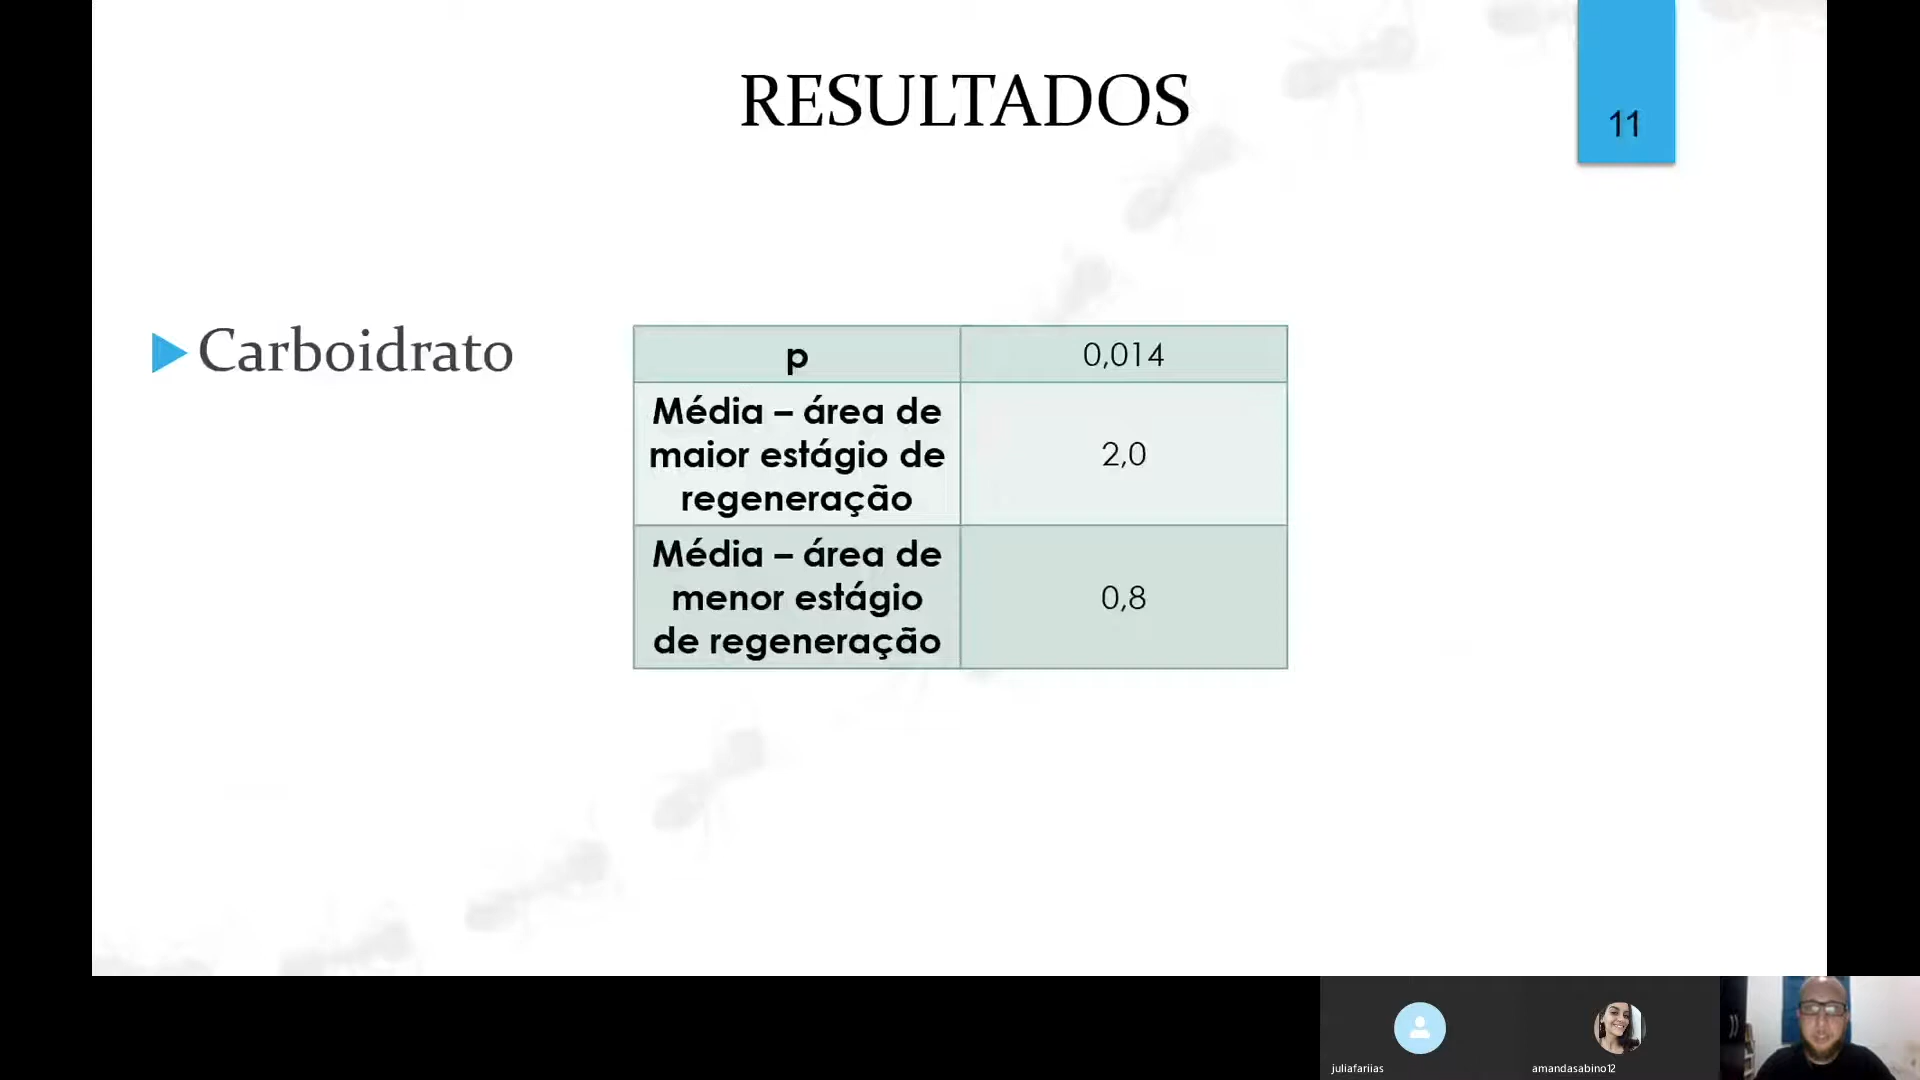 RESULTADOS
11
Carboidrato
p
0,014
Média – área de
maior estágio de
regeneração
2,0
Média – área de
menor estágio
de regeneração
0,8
juliafariias
amandasabino12